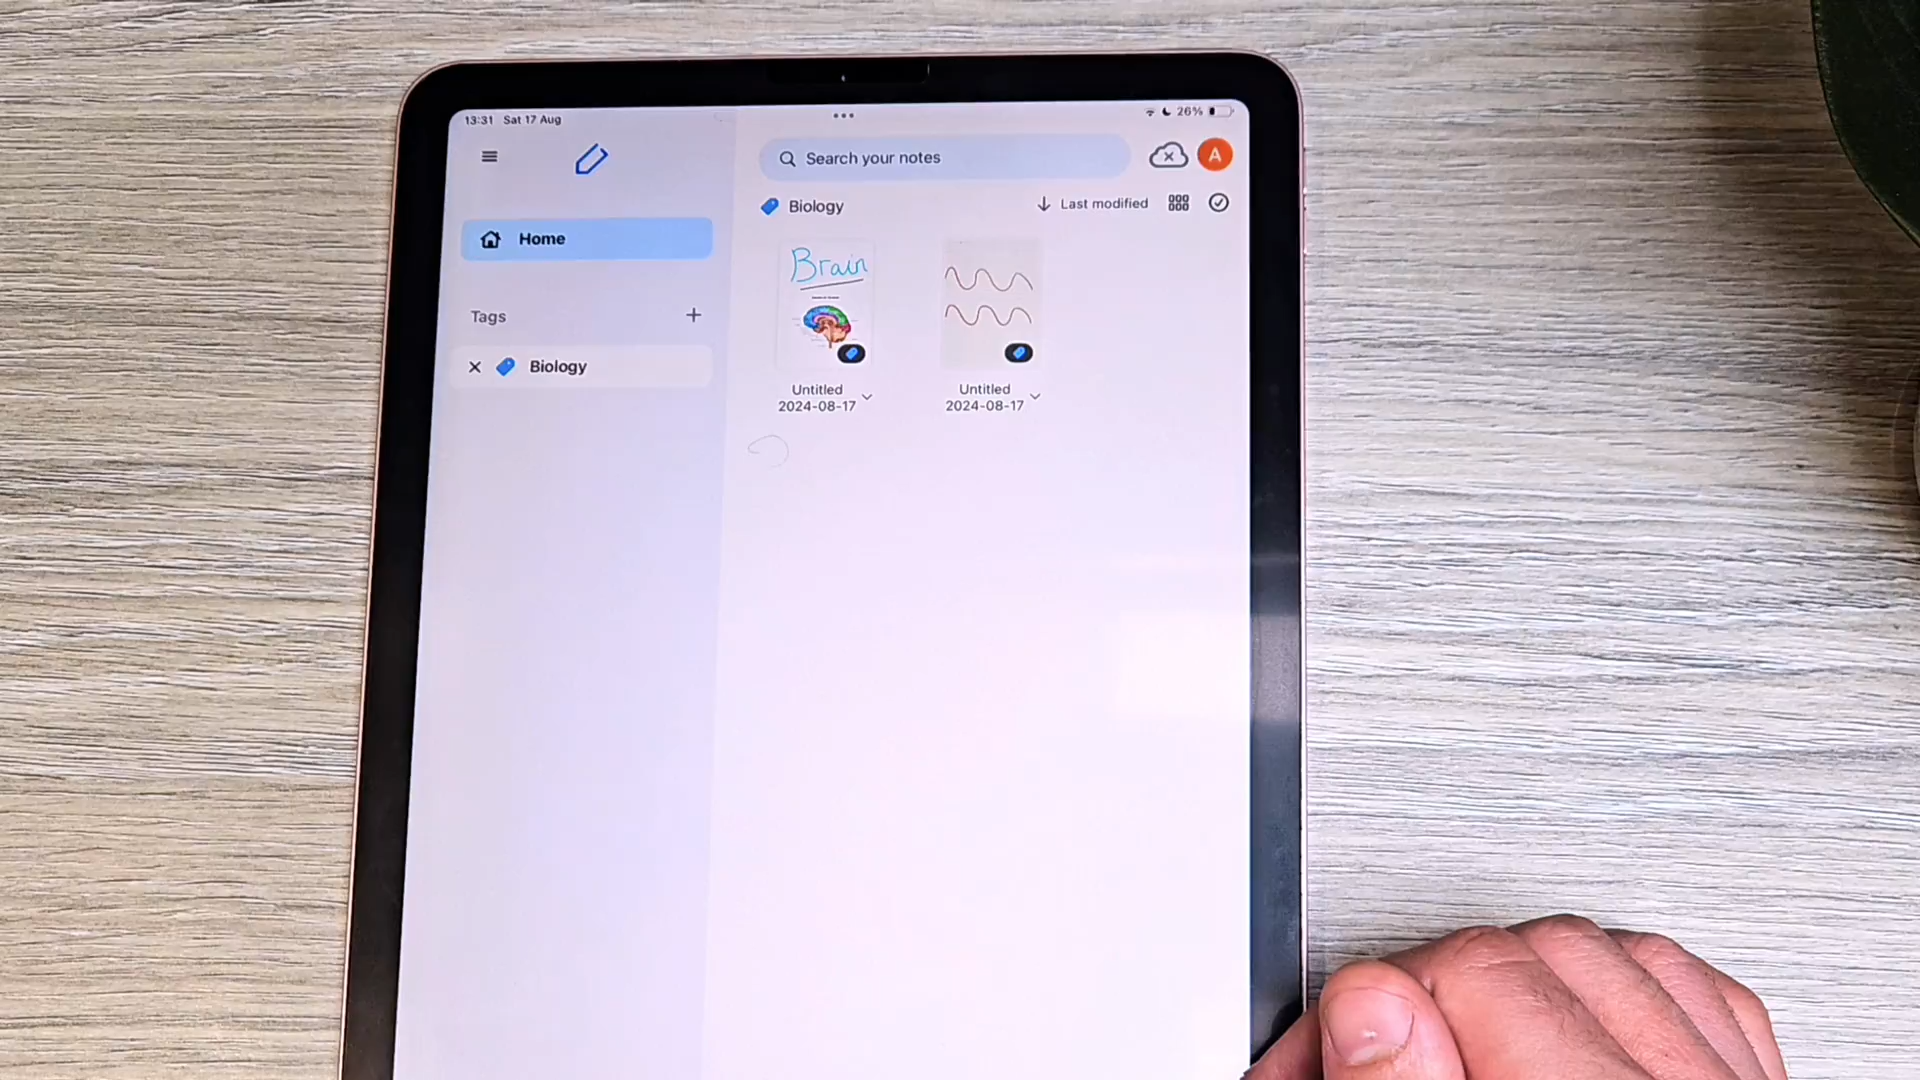 13:31 Sat 17 Aug
26%
Search your notes
A
Home
Biology
Last modified
Tags
Biology
Brain
Untitled
2024-08-17
Untitled
2024-08-17